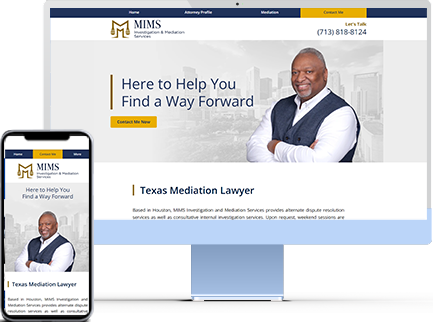 Home Attorney Profile Mediation Contact Me
MIMS
Investigation & Mediation
Services
Let's Talk
(713) 818-8124
Here to Help You
Find a Way Forward
Contact Me Now
Texas Mediation Lawyer
Based in Houston, MIMS Investigation and Mediation Services provides alternate dispute resolution
services as well as consultative internal investigation services. Upon request, weekend sessions are
Home Contact Me More
MIMS
Investigation & Mediation
Services
Here to Help You
Find a Way Forward
Texas Mediation Lawyer
Based in Houston, MIMS Investigation and
Mediation Services provides alternate dispute
resolution services as well as consultative